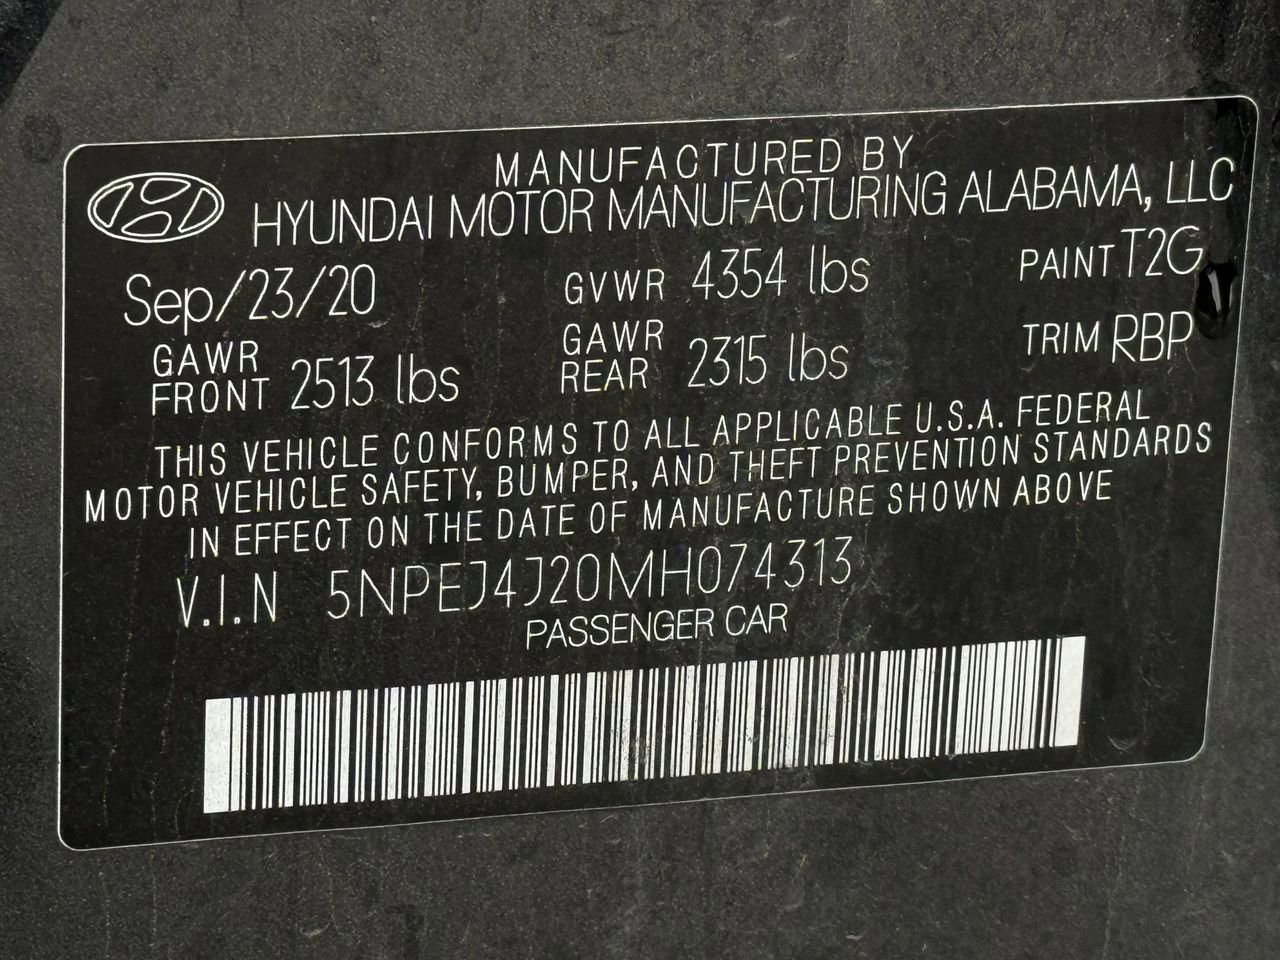 MANUFACTURED BY
HYUNDAI MOTOR MANUFACTURING ALABAMA, LLC
Sep/23/20 GVWR 4354 lbs PAINT T2G
GAWR FRONT 2513 lbs GAWR REAR 2315 lbs TRIM RBP
THIS VEHICLE CONFORMS TO ALL APPLICABLE U.S.A. FEDERAL
MOTOR VEHICLE SAFETY, BUMPER, AND THEFT PREVENTION STANDARDS
IN EFFECT ON THE DATE OF MANUFACTURE SHOWN ABOVE
V.I.N 5NPEJ4J20MH074313
PASSENGER CAR